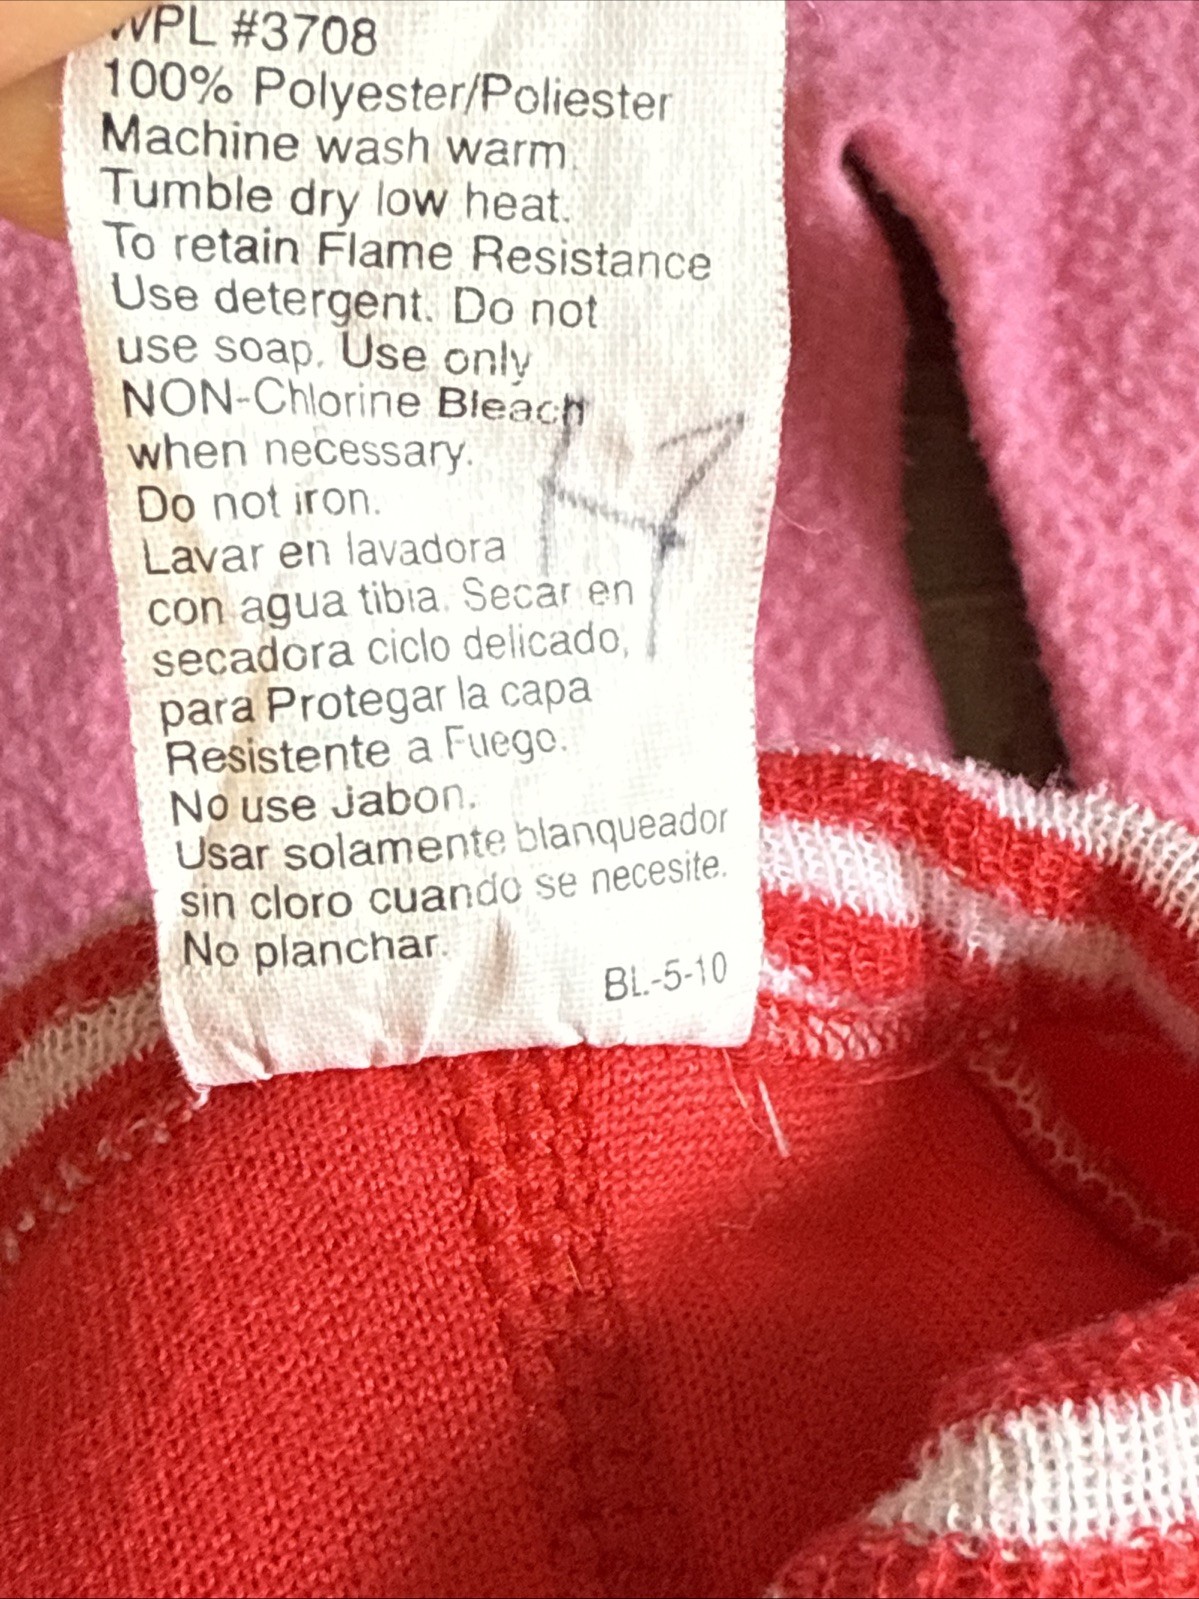 WPL #3708
100% Polyester/Poliester
Machine wash warm.
Tumble dry low heat.
To retain Flame Resistance
Use detergent. Do not
use soap. Use only
NON-Chlorine Bleach
when necessary.
Do not iron.
Lavar en lavadora
con agua tibia. Secar en
secadora ciclo delicado,
para Protegar la capa
Resistente a Fuego.
No use Jabon.
Usar solamente blanqueador
sin cloro cuando se necesite.
No planchar.
BL-5-10